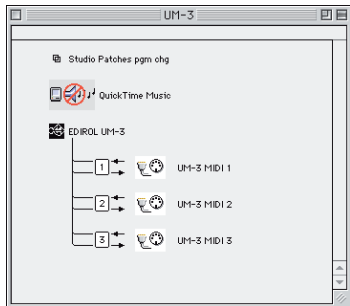 UM-3
Studio Patches pgm chg
QuickTime Music
EDIROL UM-3
1 UM-3 MIDI 1
2 UM-3 MIDI 2
3 UM-3 MIDI 3